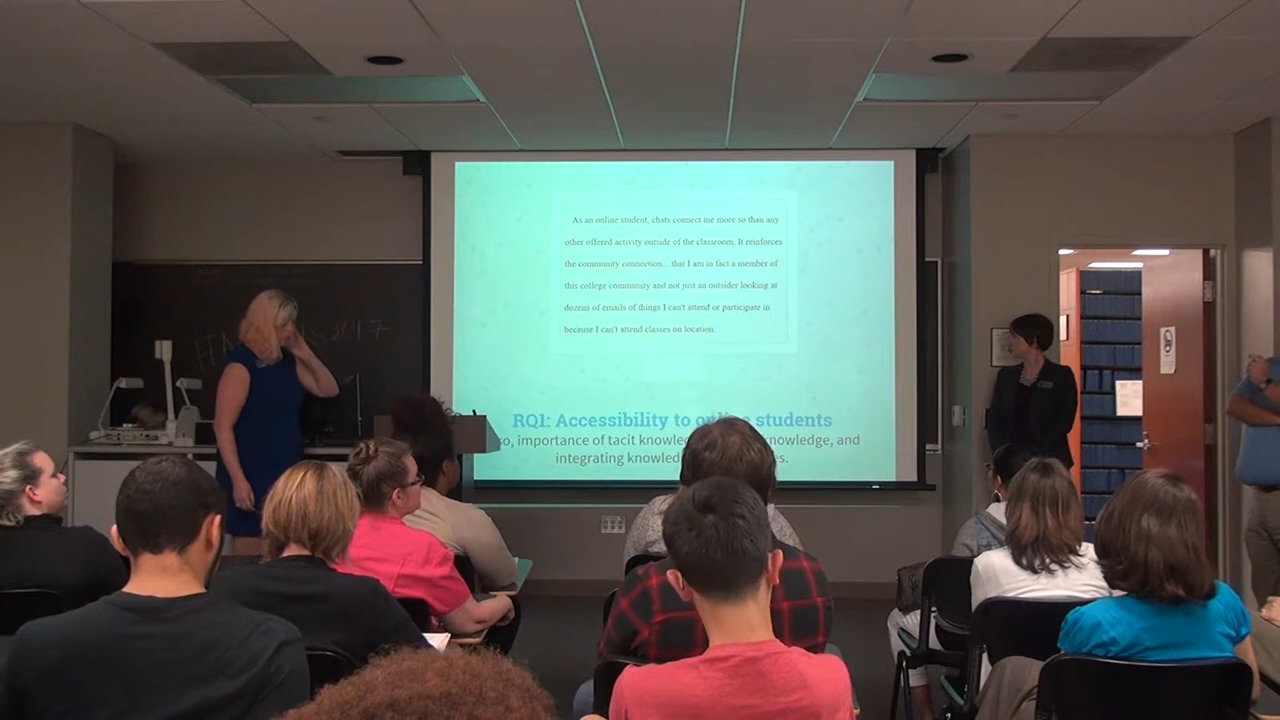 As an online student, chats connect me more so than any
other offered activity outside of the classroom. It reinforces
the community connection...that I am in fact a member of
this college community and not just an outsider looking at
dozens of emails of things I can't attend or participate in
because I can't attend classes on location.
RQ1: Accessibility to online students
so, importance of tacit knowledge, knowledge, and
integrating
2017